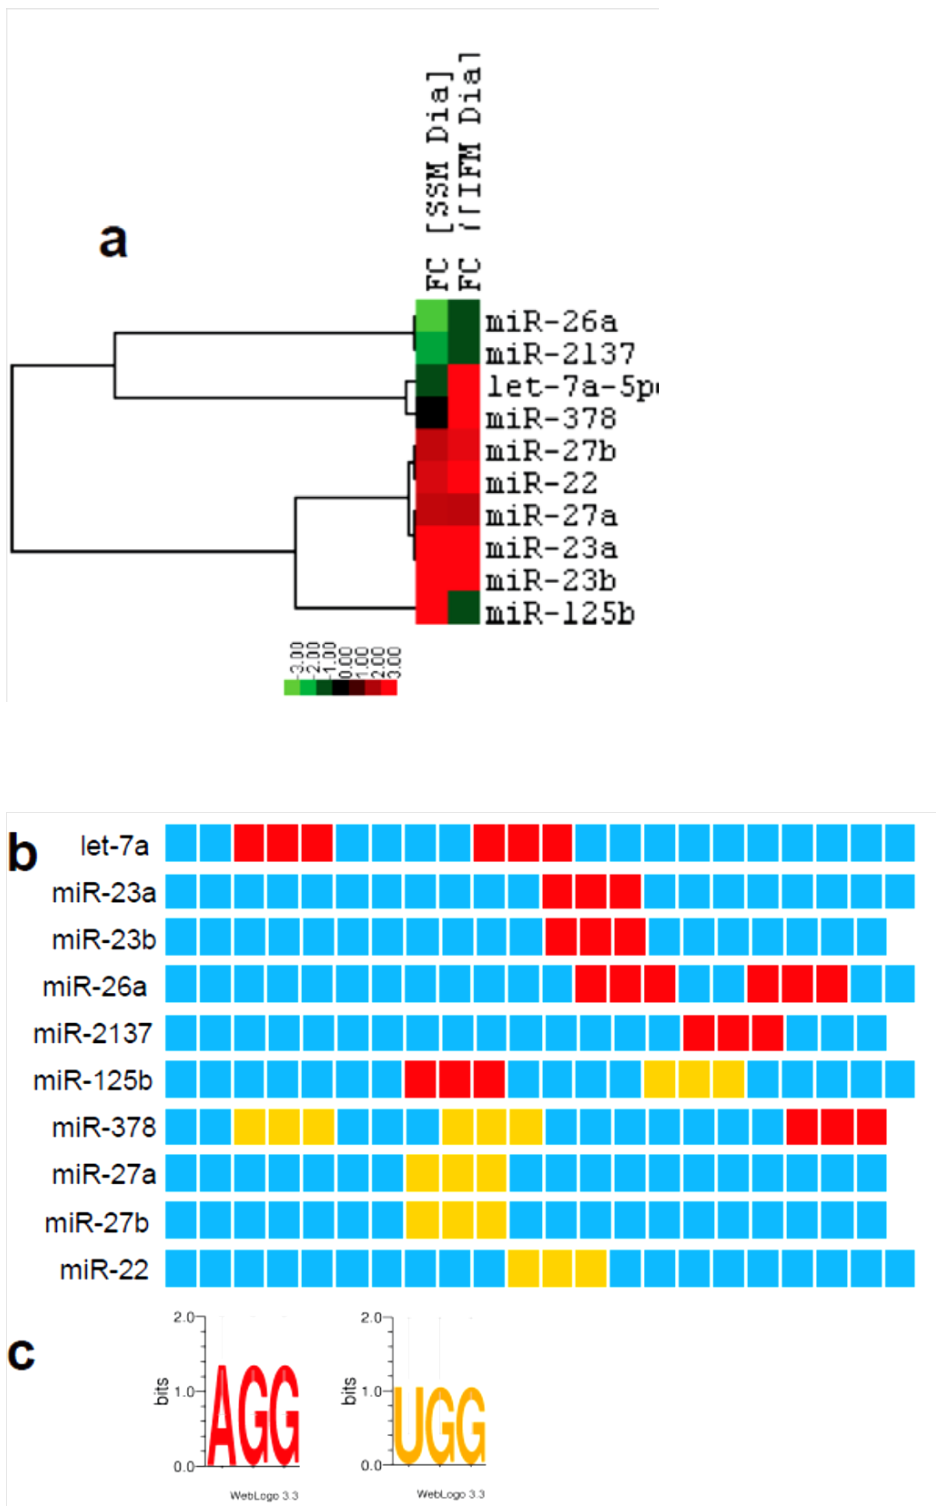 FC [SSM Dia]
FC {[IFM Dia]
a
miR-26a
miR-2137
let-7a-5p
miR-378
miR-27b
miR-22
miR-27a
miR-23a
miR-23b
miR-125b
-3.00
-2.00
-1.00
0.00
1.00
2.00
3.00
b
let-7a
miR-23a
miR-23b
miR-26a
miR-2137
miR-125b
miR-378
miR-27a
miR-27b
miR-22
c
2.0
bits
1.0
0.0
AGG
WebLogo 3.3
2.0
bits
1.0
0.0
UGG
WebLogo 3.3